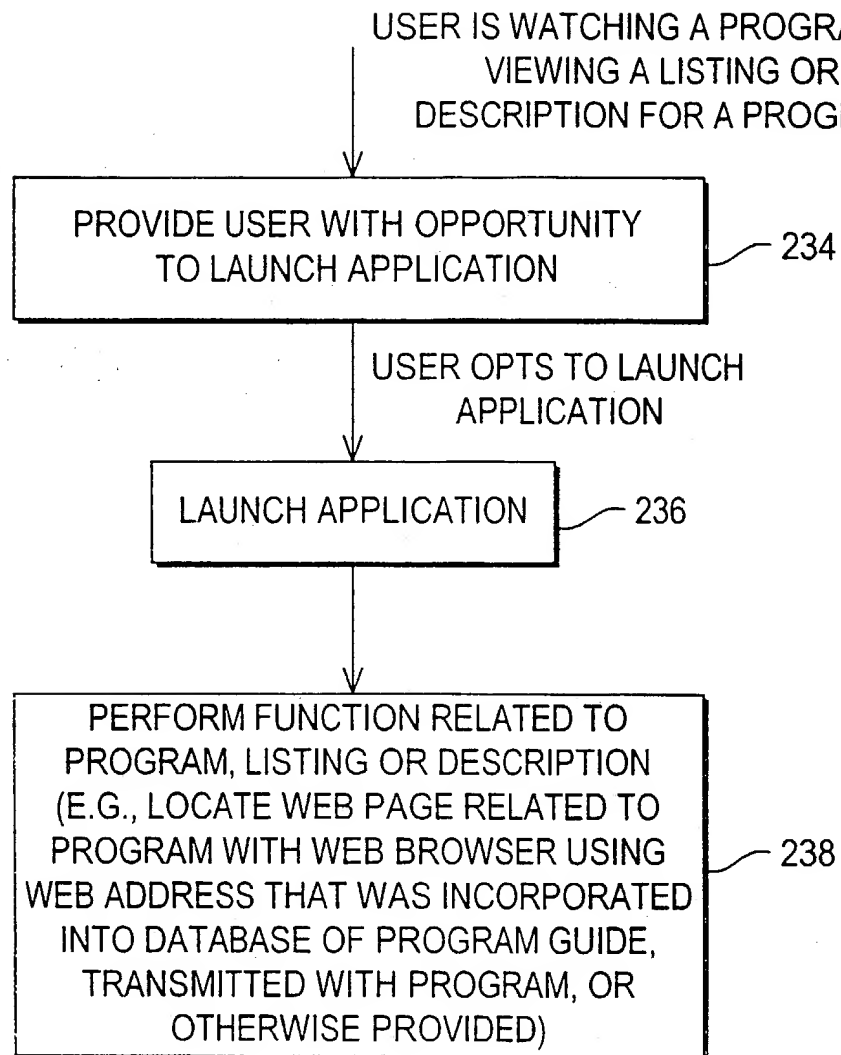 USER IS WATCHING A
VIEWING A LISTING OR
DESCRIPTION FOR A
PROVIDE USER WITH OPPORTUNITY
TO LAUNCH APPLICATION
234
USER OPTS TO LAUNCH
APPLICATION
LAUNCH APPLICATION
236
PERFORM FUNCTION RELATED TO
PROGRAM, LISTING OR DESCRIPTION
(E.G., LOCATE WEB PAGE RELATED TO
PROGRAM WITH WEB BROWSER USING
WEB ADDRESS THAT WAS INCORPORATED
INTO DATABASE OF PROGRAM GUIDE,
TRANSMITTED WITH PROGRAM, OR
OTHERWISE PROVIDED)
238